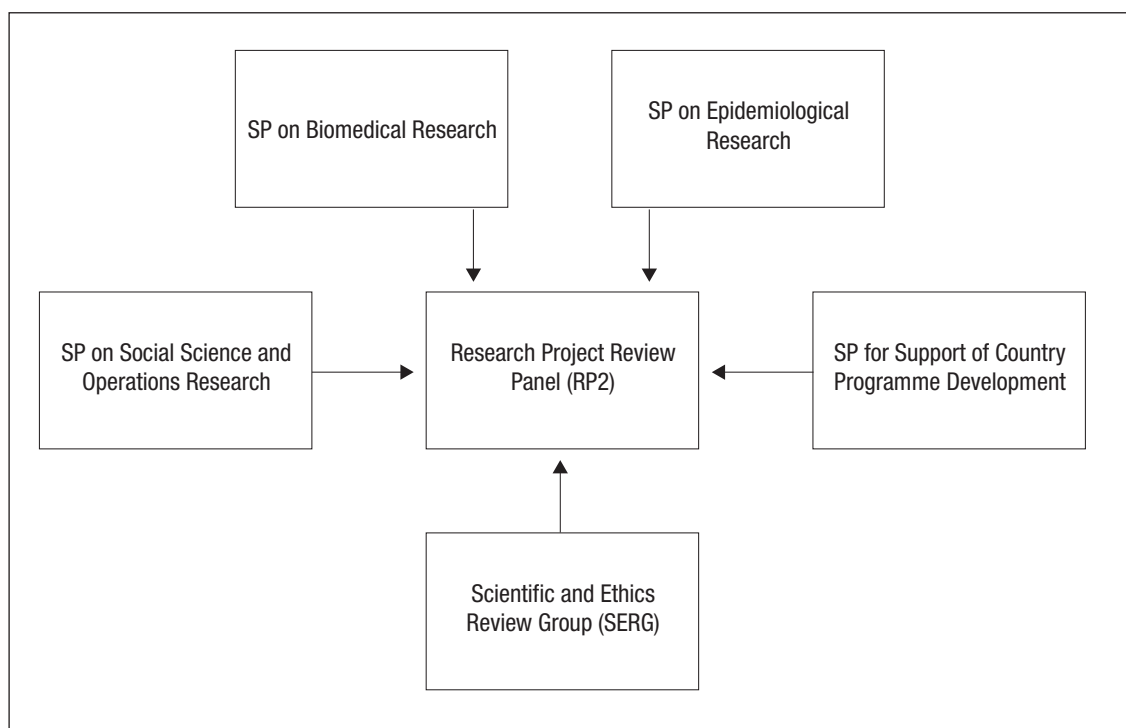 SP on Biomedical Research
SP on Epidemiological
Research
SP on Social Science and
Operations Research
Research Project Review
Panel (RP2)
SP for Support of Country
Programme Development
Scientific and Ethics
Review Group (SERG)